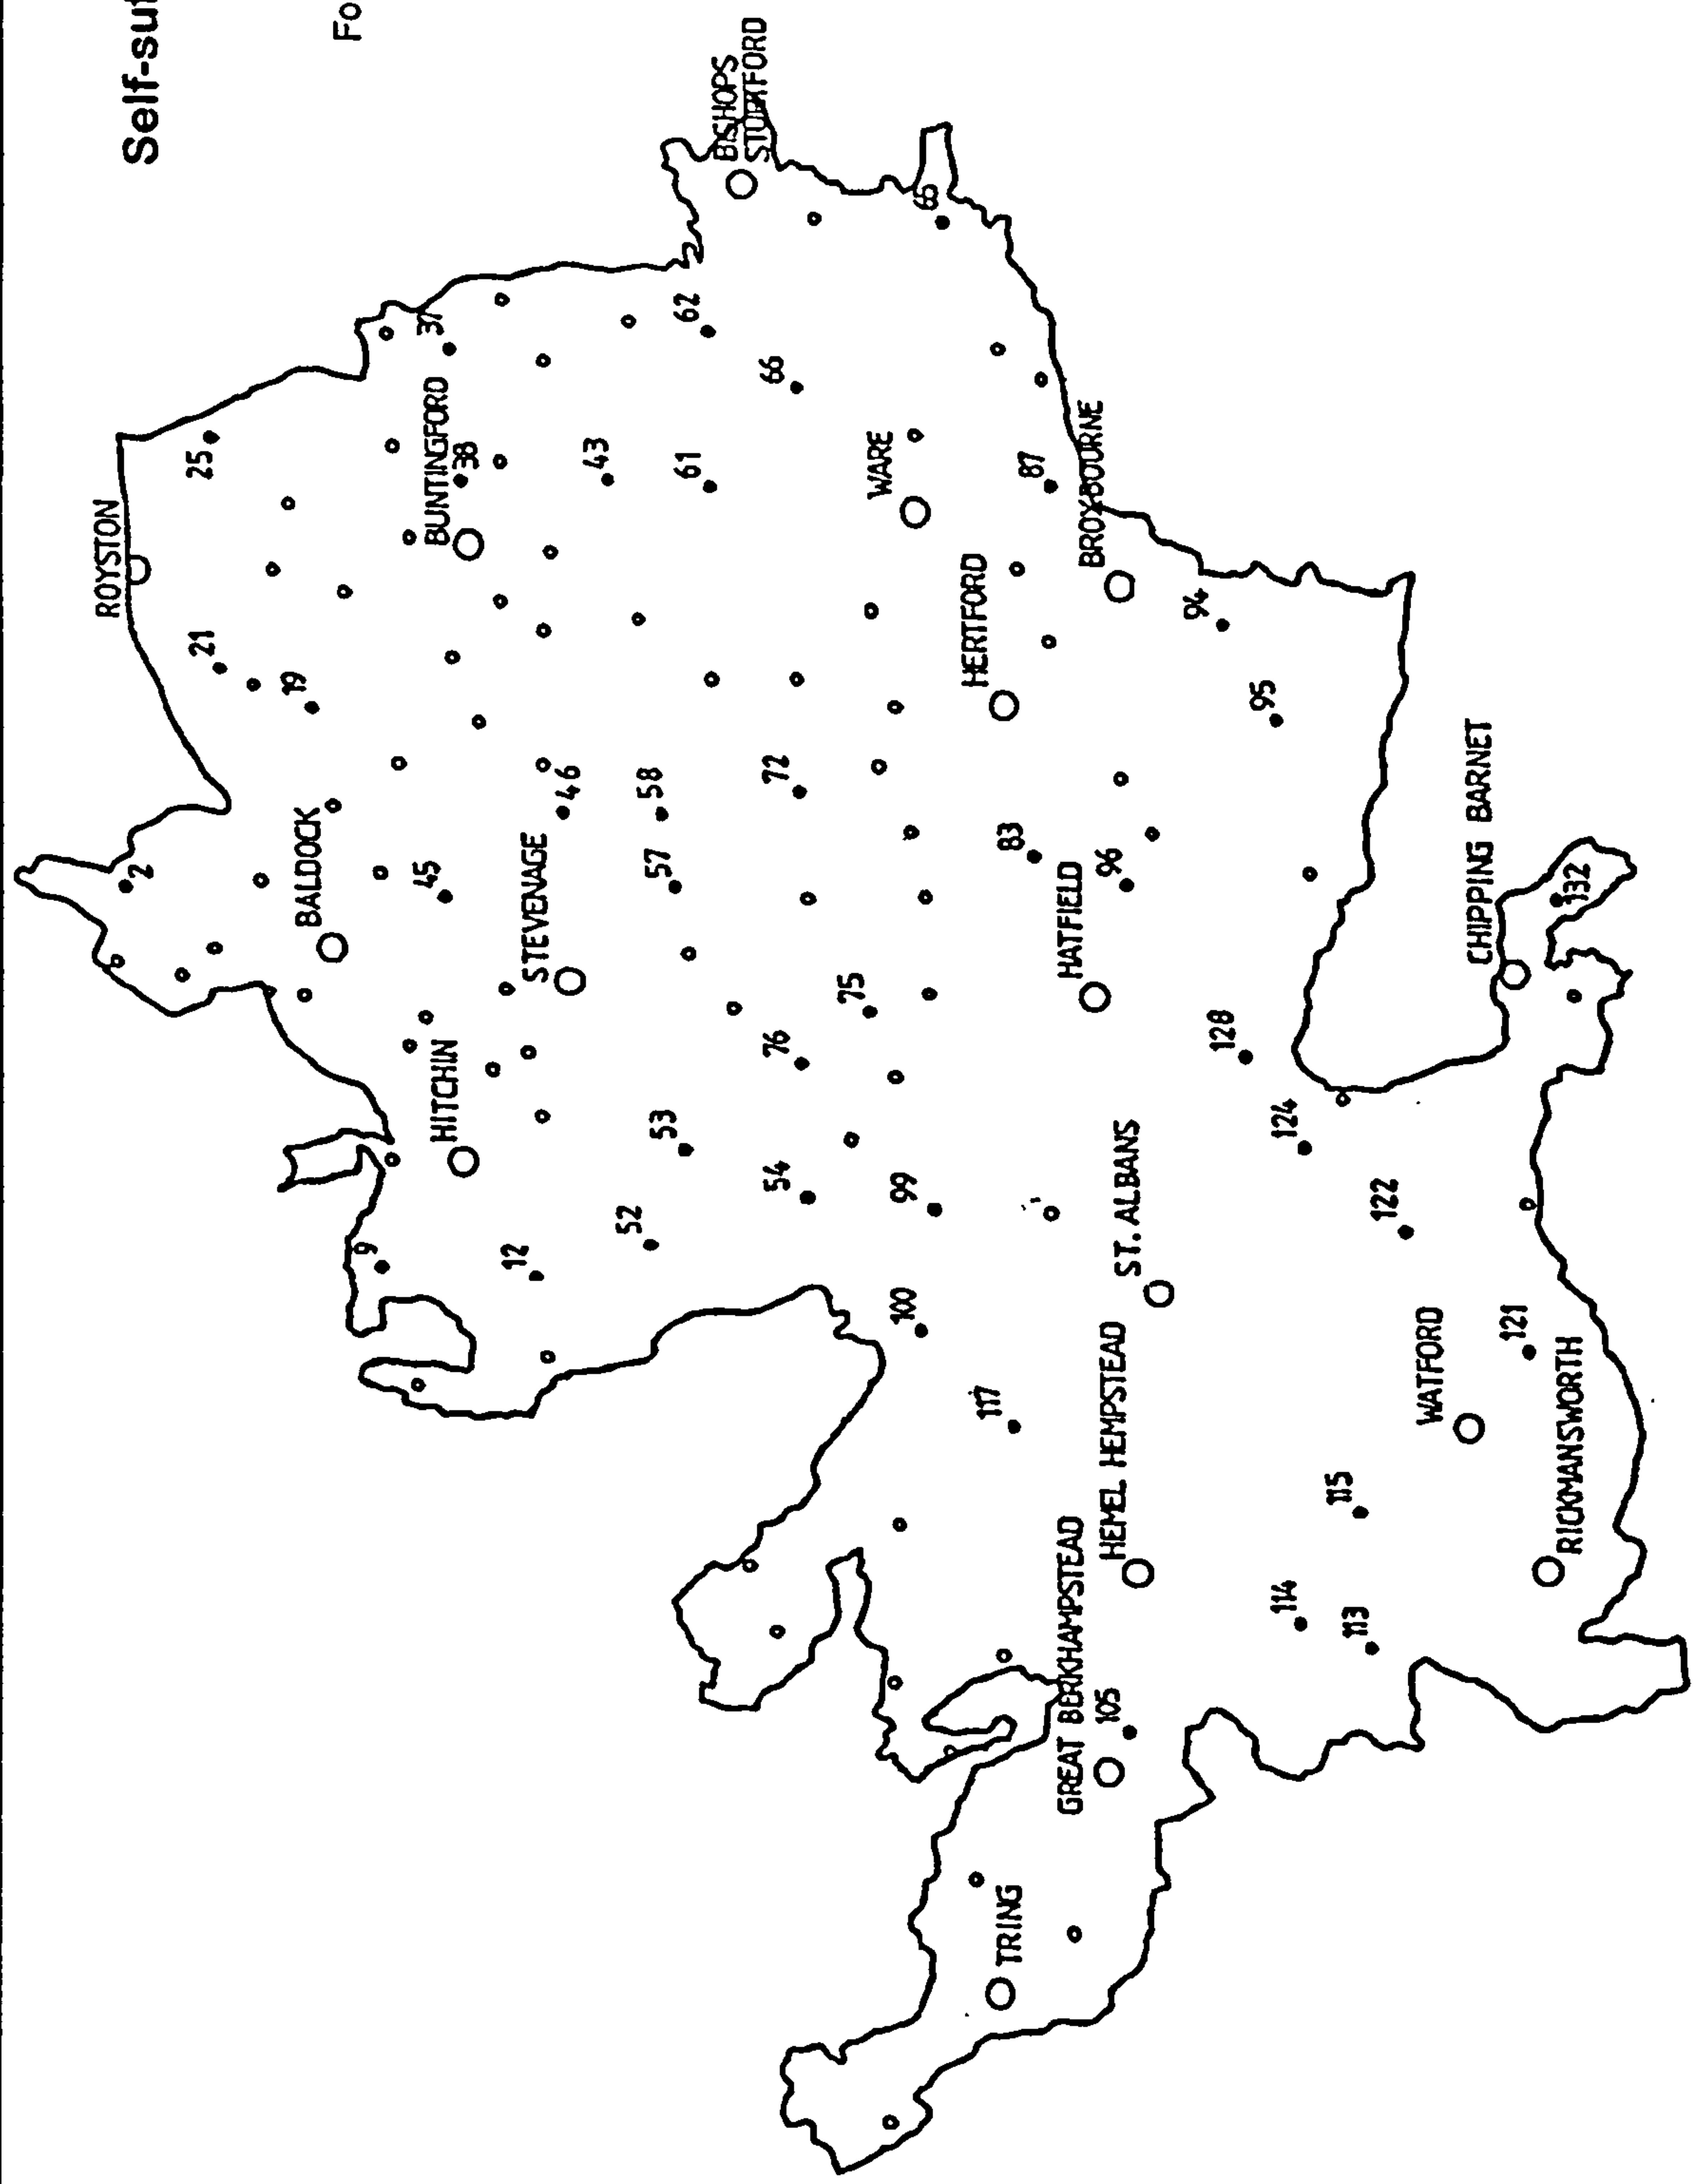 Self-suf
Fo
ROYSTON
2
25
21
19
BALDOCK
9
45
37
BUNTINGFORD
HITCHIN
38
12
STEVENAGE
46
43
52
58
57
53
62
61
BISHOPS
STORTFORD
54
76
72
66
75
WARE
99
100
65
HERTFORD
117
TRING
83
87
HATFIELD
GREAT BERKHAMPSTEAD
BROXBOURNE
105
96
HEMEL HEMPSTEAD
ST. ALBANS
94
128
95
114
124
115
113
122
WATFORD
CHIPPING BARNET
121
RICKMANSWORTH
132